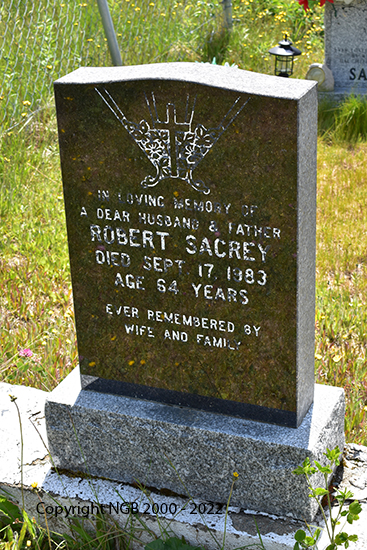 SA
IN LOVING MEMORY OF
A DEAR HUSBAND & FATHER
ROBERT SACREY
DIED SEPT. 17, 1983
AGE 64 YEARS
EVER REMEMBERED BY
WIFE AND FAMILY
Copyright NGB 2000 - 2022